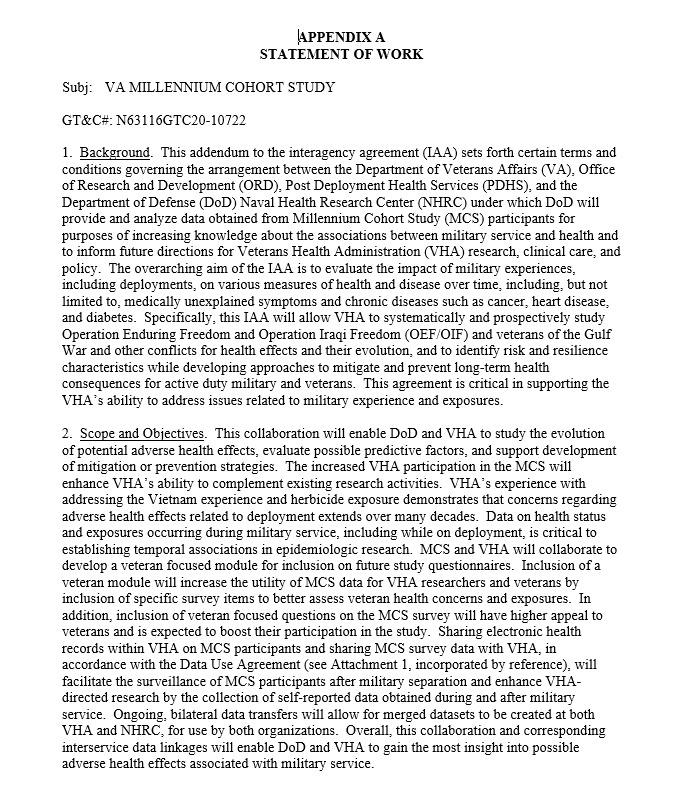 APPENDIX A
STATEMENT OF WORK
Subj: VA MILLENNIUM COHORT STUDY
GT&C#: N63116GTC20-10722
1. Background. This addendum to the interagency agreement (IAA) sets forth certain terms and
conditions governing the arrangement between the Department of Veterans Affairs (VA), Office
of Research and Development (ORD), Post Deployment Health Services (PDHS), and the
Department of Defense (DoD) Naval Health Research Center (NHRC) under which DoD will
provide and analyze data obtained from Millennium Cohort Study (MCS) participants for
purposes of increasing knowledge about the associations between military service and health and
to inform future directions for Veterans Health Administration (VHA) research, clinical care, and
policy. The overarching aim of the IAA is to evaluate the impact of military experiences,
including deployments, on various measures of health and disease over time, including, but not
limited to, medically unexplained symptoms and chronic diseases such as cancer, heart disease,
and diabetes. Specifically, this IAA will allow VHA to systematically and prospectively study
Operation Enduring Freedom and Operation Iraqi Freedom (OEF/OIF) and veterans of the Gulf
War and other conflicts for health effects and their evolution, and to identify risk and resilience
characteristics while developing approaches to mitigate and prevent long-term health
consequences for active duty military and veterans. This agreement is critical in supporting the
VHA's ability to address issues related to military experience and exposures.
2. Scope and Objectives. This collaboration will enable DoD and VHA to study the evolution
of potential adverse health effects, evaluate possible predictive factors, and support development
of mitigation or prevention strategies. The increased VHA participation in the MCS will
enhance VHA's ability to complement existing research activities. VHA's experience with
addressing the Vietnam experience and herbicide exposure demonstrates that concerns regarding
adverse health effects related to deployment extends over many decades. Data on health status
and exposures occurring during military service, including while on deployment, is critical to
establishing temporal associations in epidemiologic research. MCS and VHA will collaborate to
develop a veteran focused module for inclusion on future study questionnaires. Inclusion of a
veteran module will increase the utility of MCS data for VHA researchers and veterans by
inclusion of specific survey items to better assess veteran health concerns and exposures. In
addition, inclusion of veteran focused questions on the MCS survey will have higher appeal to
veterans and is expected to boost their participation in the study. Sharing electronic health
records within VHA on MCS participants and sharing MCS survey data with VHA, in
accordance with the Data Use Agreement (see Attachment 1, incorporated by reference), will
facilitate the surveillance of MCS participants after military separation and enhance VHA-
directed research by the collection of self-reported data obtained during and after military
service. Ongoing, bilateral data transfers will allow for merged datasets to be created at both
VHA and NHRC, for use by both organizations. Overall, this collaboration and corresponding
interservice data linkages will enable DoD and VHA to gain the most insight into possible
adverse health effects associated with military service.